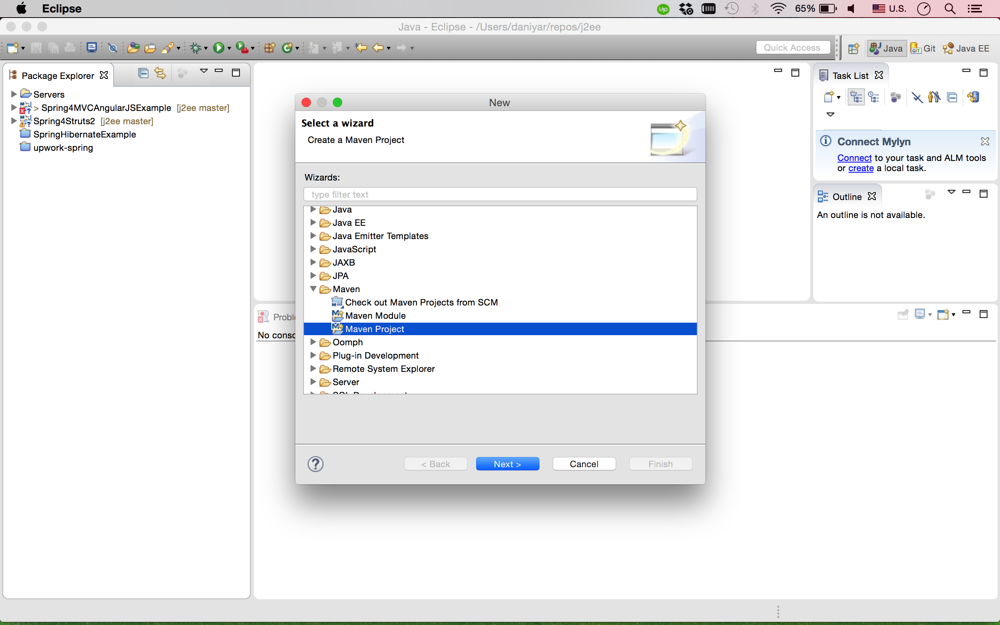 Eclipse
65%
U.S.
Java - Eclipse - /Users/daniyar/repos/j2ee
Quick Access
Java
Git
Java EE
Package Explorer
Servers
> Spring4MVCAngularJSExample [j2ee master]
Spring4Struts2 [j2ee master]
SpringHibernateExample
upwork-spring
New
Select a wizard
Create a Maven Project
Wizards:
type filter text
Java
Java EE
Java Emitter Templates
JavaScript
JAXB
JPA
Maven
Check out Maven Projects from SCM
Maven Module
Maven Project
Oomph
Plug-in Development
Remote System Explorer
Server
< Back
Next >
Cancel
Finish
Task List
Connect Mylyn
Connect to your task and ALM tools
or create a local task.
Outline
An outline is not available.
No